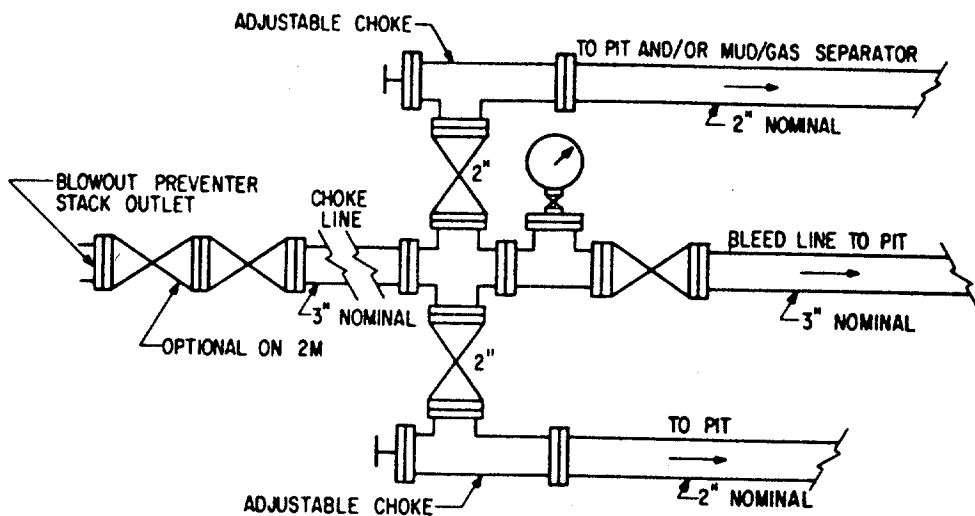 ADJUSTABLE CHOKE
TO PIT AND/OR MUD/GAS SEPARATOR
2" NOMINAL
2"
BLOWOUT PREVENTER
STACK OUTLET
CHOKE
LINE
BLEED LINE TO PIT
3" NOMINAL
3" NOMINAL
OPTIONAL ON 2M
2"
TO PIT
ADJUSTABLE CHOKE
2" NOMINAL